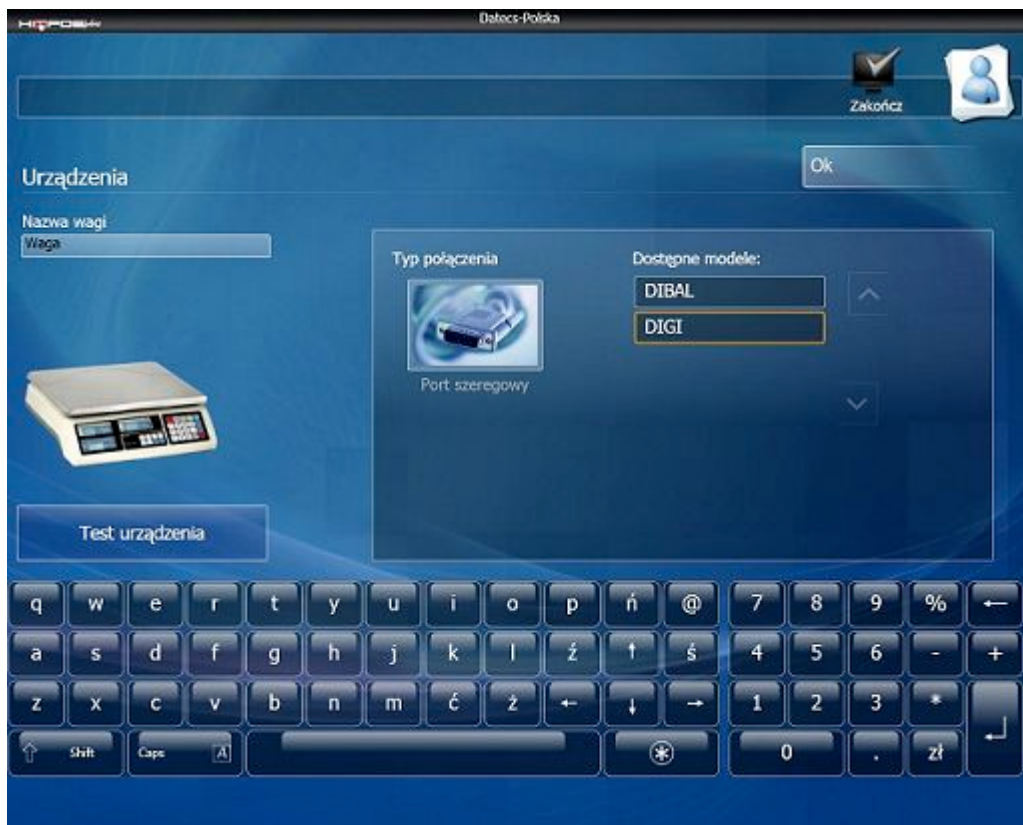 HITPOS
Datecs-Polska
Zakończ
Urządzenia
Ok
Nazwa wagi
Waga
Typ połączenia
Dostępne modele:
DIBAL
DIGI
Port szeregowy
Test urządzenia
q w e r t y u i o p ń @ 7 8 9 % ←
a s d f g h j k l ź ↑ ś 4 5 6 - +
z x c v b n m ć ż ← ↓ → 1 2 3 * ↵
⇧ Shift Caps A ⊛ 0 . zł